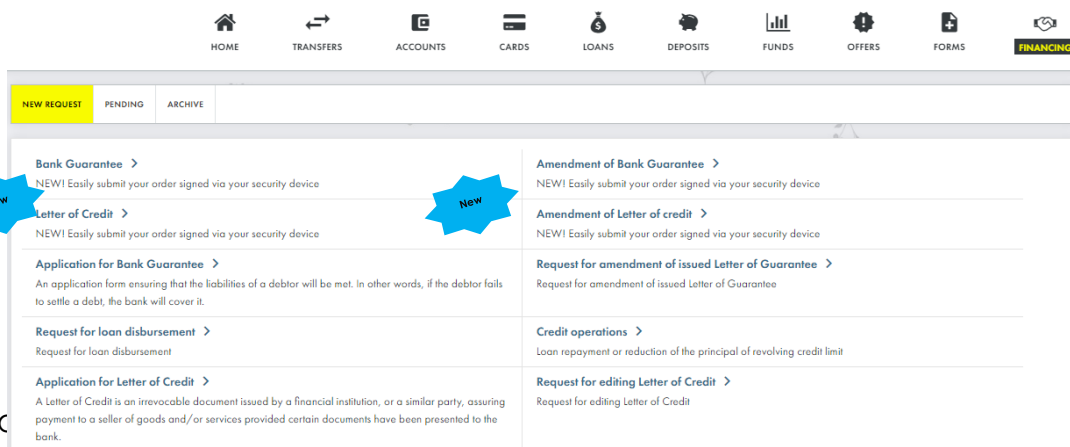 HOME TRANSFERS ACCOUNTS CARDS LOANS DEPOSITS FUNDS OFFERS FORMS FINANCING
NEW REQUEST PENDING ARCHIVE
Bank Guarantee
NEW! Easily submit your order signed via your security device
Letter of Credit
NEW! Easily submit your order signed via your security device
Application for Bank Guarantee
An application form ensuring that the liabilities of a debtor will be met. In other words, if the debtor fails
to settle a debt, the bank will cover it.
Request for loan disbursement
Request for loan disbursement
Application for Letter of Credit
A Letter of Credit is an irrevocable document issued by a financial institution, or a similar party, assuring
payment to a seller of goods and/or services provided certain documents have been presented to the
bank.
New
Amendment of Bank Guarantee
NEW! Easily submit your order signed via your security device
Amendment of Letter of credit
NEW! Easily submit your order signed via your security device
Request for amendment of issued Letter of Guarantee
Request for amendment of issued Letter of Guarantee
Credit operations
Loan repayment or reduction of the principal of revolving credit limit
Request for editing Letter of Credit
Request for editing Letter of Credit